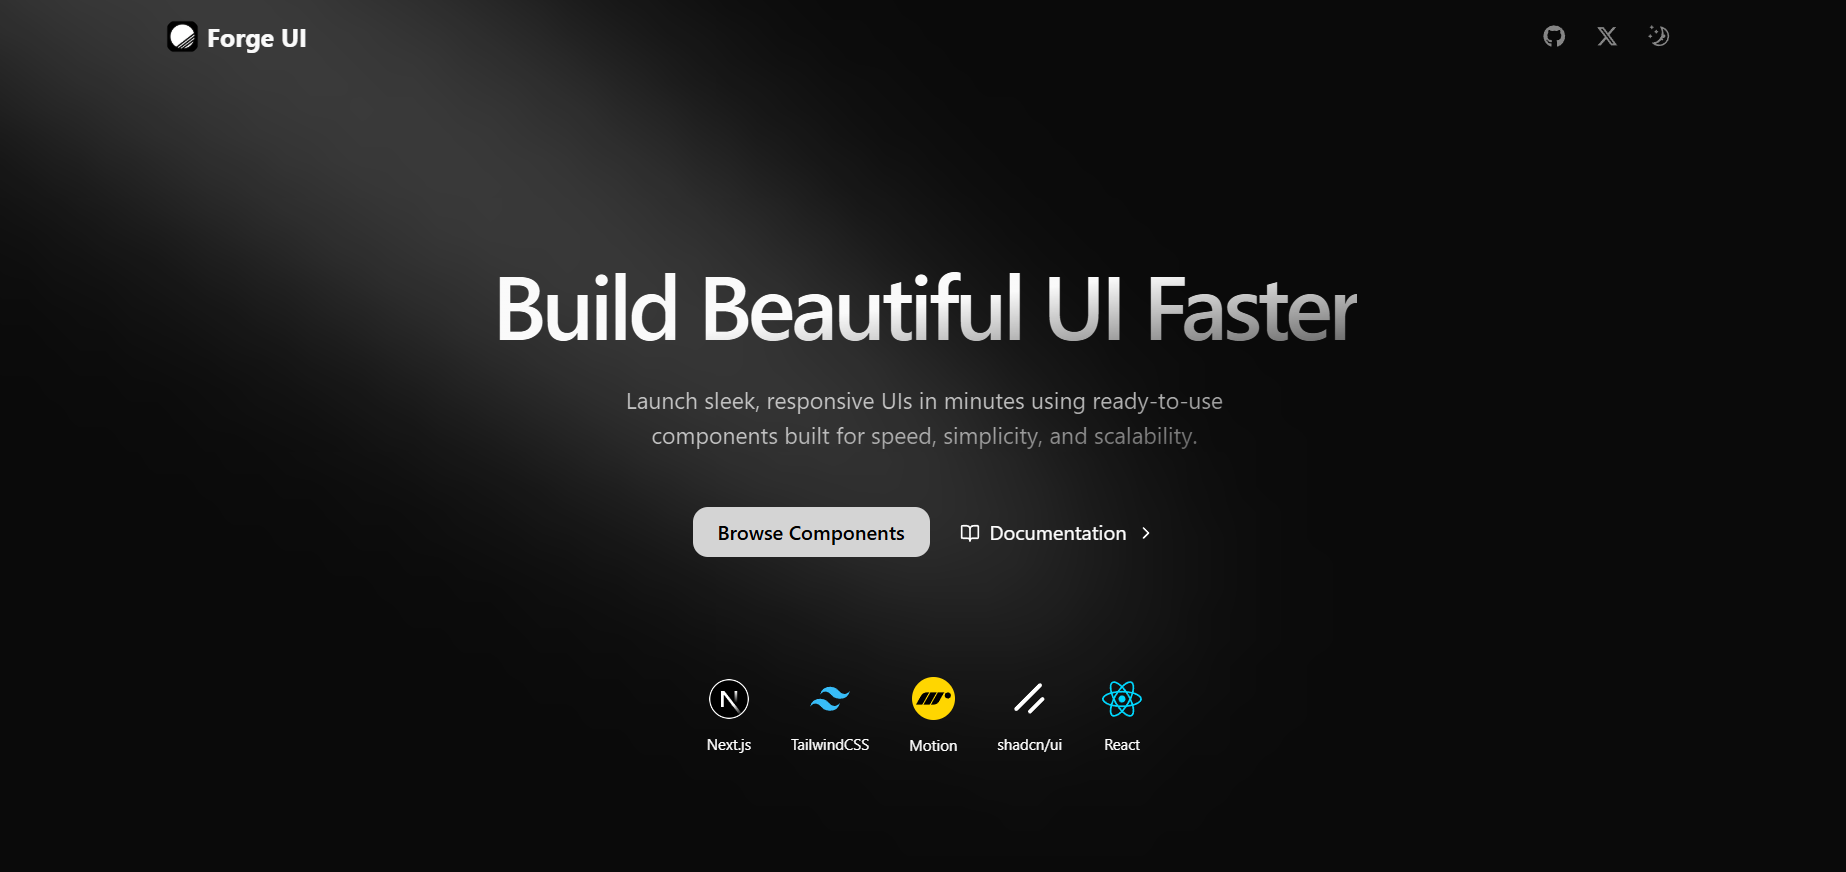 Forge UI
Build Beautiful UI Faster
Launch sleek, responsive UIs in minutes using ready-to-use
components built for speed, simplicity, and scalability.
Browse Components
Documentation
Next.js
TailwindCSS
Motion
shadcn/ui
React